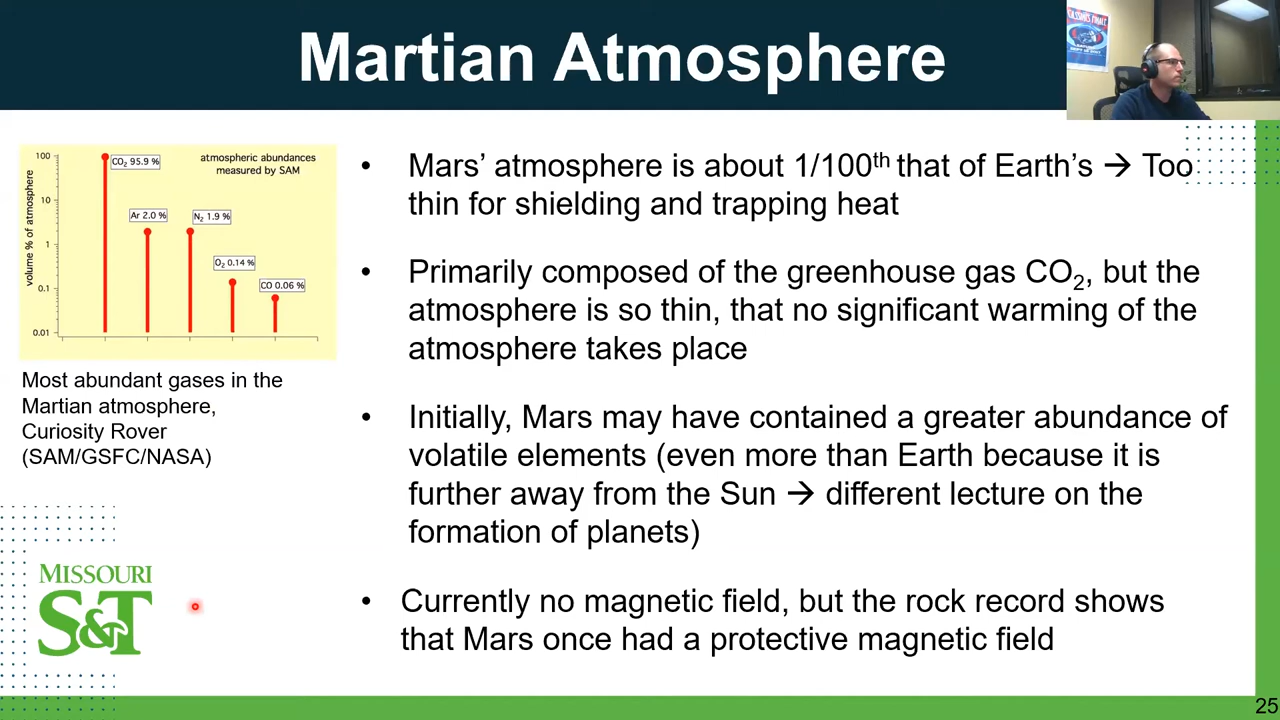 Martian Atmosphere
100
10
1
0.1
0.01
volume % of atmosphere
CO₂ 95.9 %
Ar 2.0 %
N₂ 1.9 %
O₂ 0.14 %
CO 0.06 %
atmospheric abundances
measured by SAM
Most abundant gases in the
Martian atmosphere,
Curiosity Rover
(SAM/GSFC/NASA)
• Mars’ atmosphere is about 1/100th that of Earth’s → Too
thin for shielding and trapping heat
• Primarily composed of the greenhouse gas CO₂, but the
atmosphere is so thin, that no significant warming of the
atmosphere takes place
• Initially, Mars may have contained a greater abundance of
volatile elements (even more than Earth because it is
further away from the Sun → different lecture on the
formation of planets)
• Currently no magnetic field, but the rock record shows
that Mars once had a protective magnetic field
MISSOURI
S&T
25